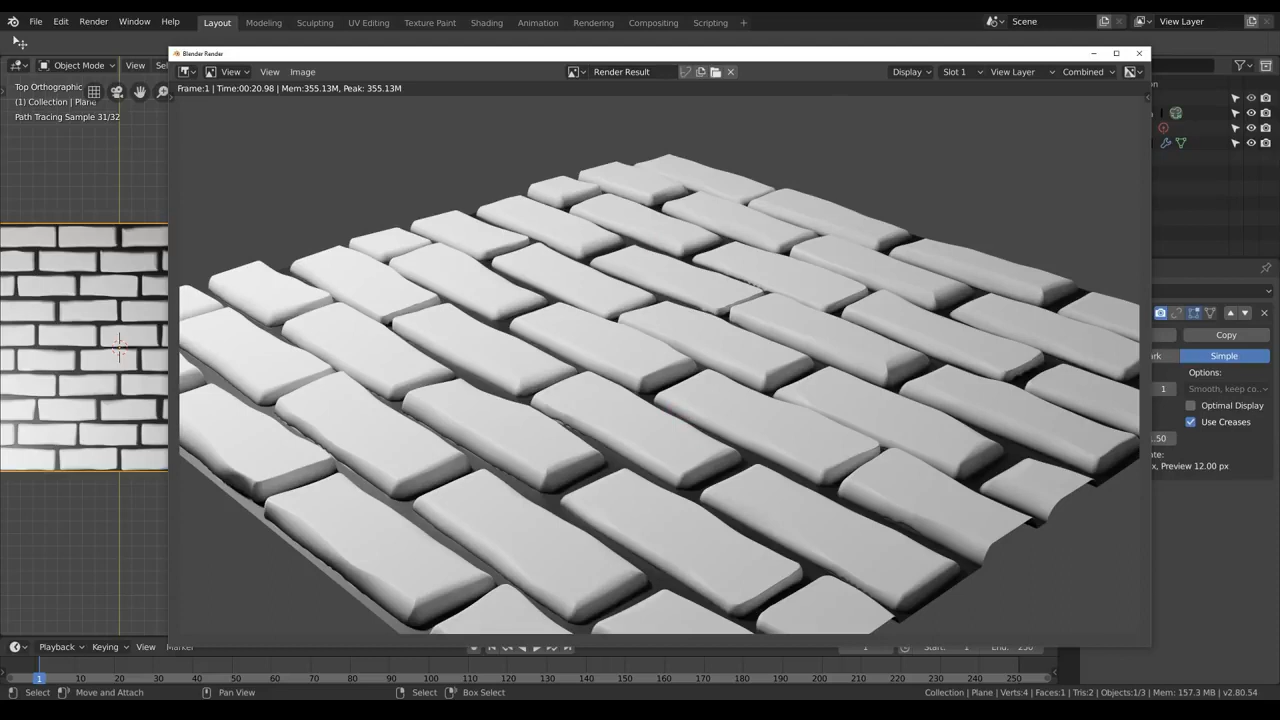 File Edit Render Window Help Layout Modeling Sculpting UV Editing Texture Paint Shading Animation Rendering Compositing Scripting + Scene View Layer
Blender Render
Object Mode View
View View Image Render Result Display Slot 1 View Layer Combined
Top Orthographic
(1) Collection | Plane
Path Tracing Sample 31/32
Frame:1 | Time:00:20.98 | Mem:355.13M, Peak: 355.13M
Copy
Simple
Options:
1 Smooth, keep co..
Optimal Display
Use Creases
x, Preview 12.00 px
Playback Keying View Marker
1 10 20 30 40 50 60 70 80 90 100 110 120 130 140 150 160 170 180 190 200 210 220 230 240 250
Select Move and Attach Pan View Select Box Select Collection | Plane | Verts:4 | Faces:1 | Tris:2 | Objects:1/3 | Mem: 157.3 MB | v2.80.54